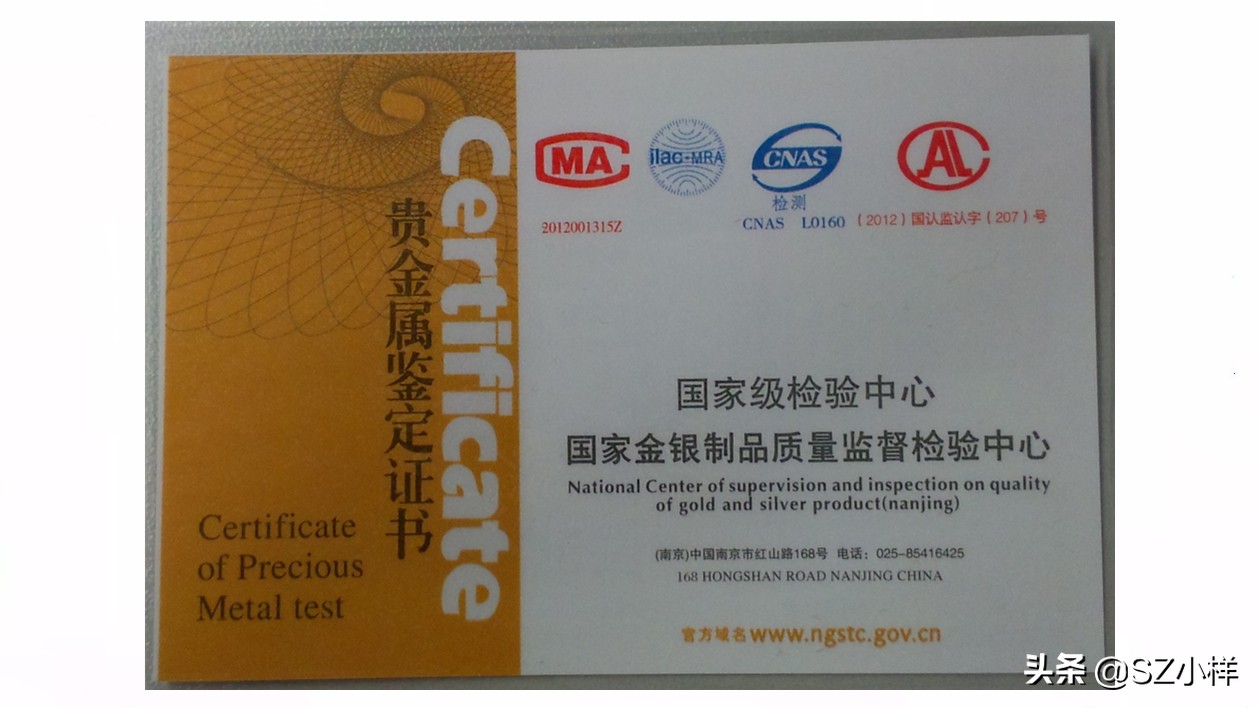 Certificate
贵金属鉴定证书
Certificate
of Precious
Metal test
MA
ilac-MRA
CNAS
AL
检测
2012001315Z
CNAS L0160
(2012)国认监认字(207)号
国家级检验中心
国家金银制品质量监督检验中心
National Center of supervision and inspection on quality
of gold and silver product(nanjing)
(南京)中国南京市红山路168号 电话：025-85416425
168 HONGSHAN ROAD NANJING CHINA
官方域名www.ngstc.gov.cn
头条 @SZ小样